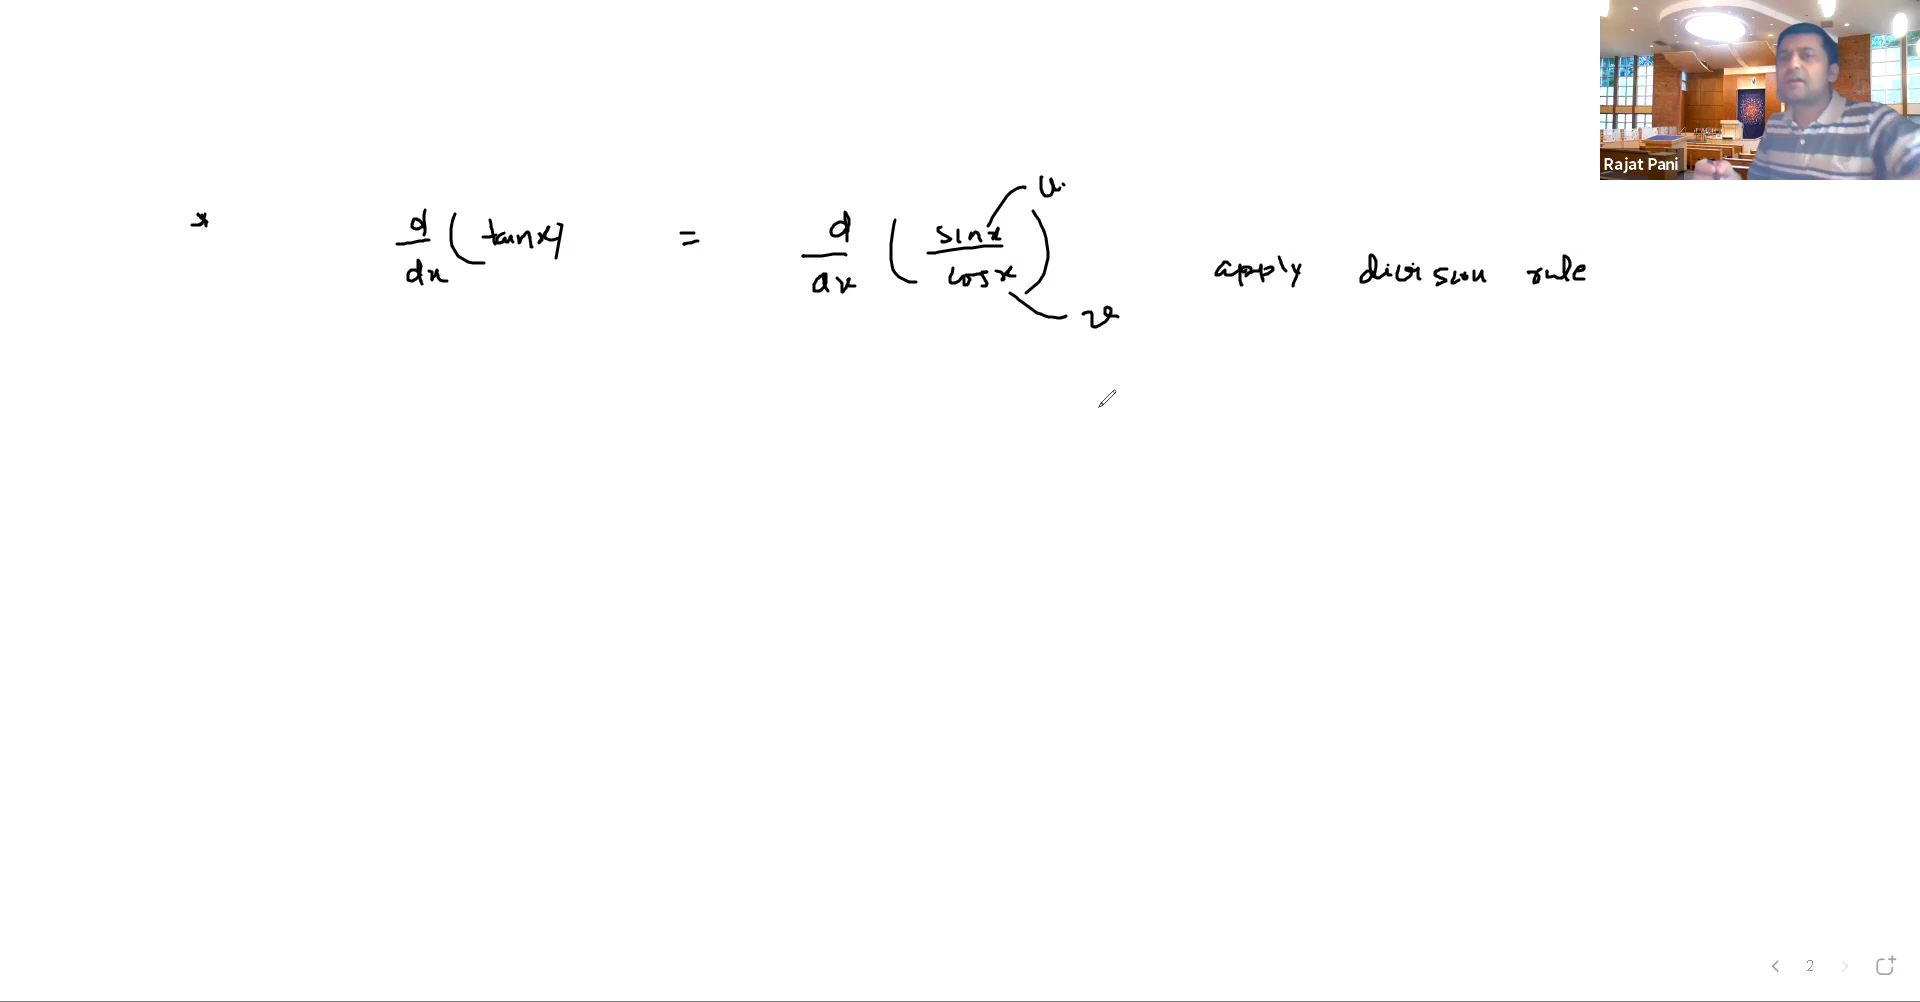 Rajat Pani
* d/dx (tanx) = d/dx (sinx/cosx) u. v apply division rule
2